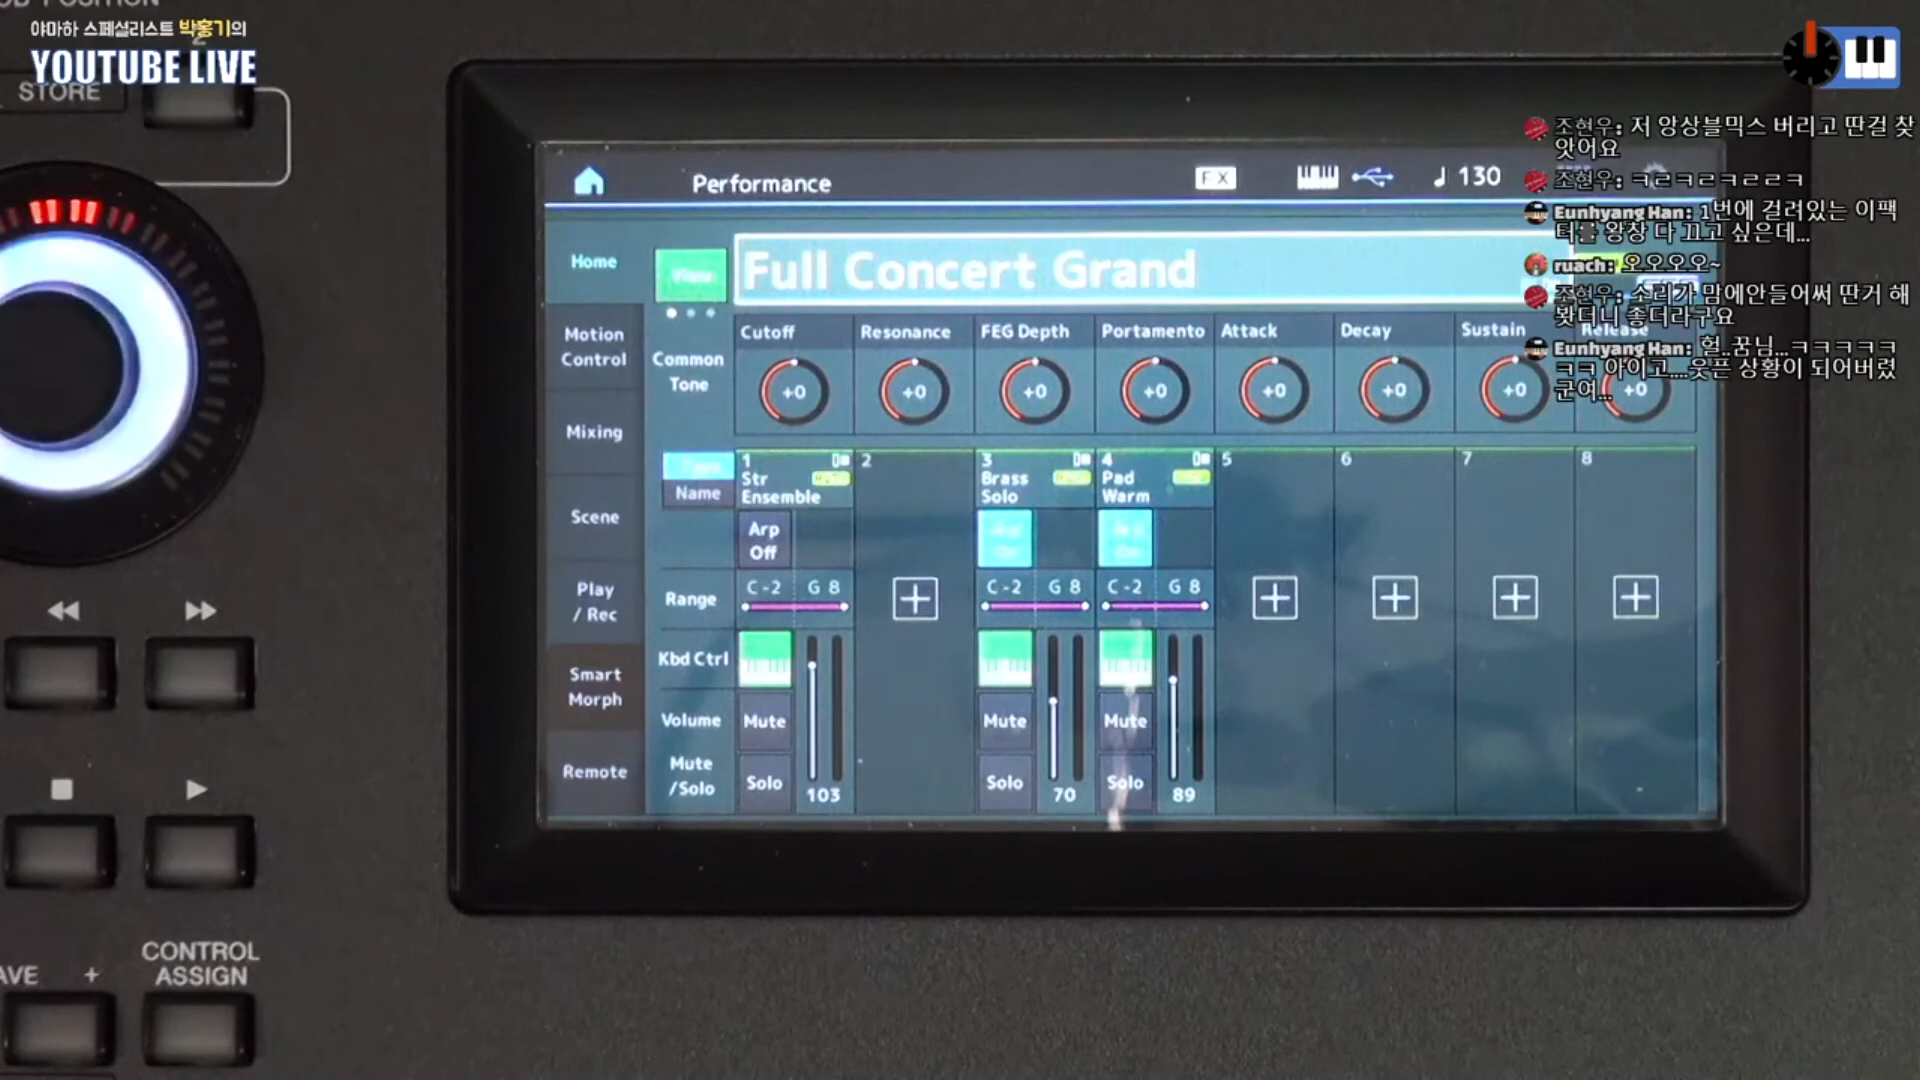 야마하 스페셜리스트 박홍기의
YOUTUBE LIVE
STORE
CONTROL
ASSIGN
+
Performance
FX
130
Home
View
Full Concert Grand
Motion
Control
Mixing
Scene
Play
/ Rec
Smart
Morph
Remote
Common
Tone
Cutoff
Resonance
FEG Depth
Portamento
Attack
Decay
Sustain
Release
+0
+0
+0
+0
+0
+0
+0
+0
Name
1
Str
Ensemble
2
3
Brass
Solo
4
Pad
Warm
5
6
7
8
Arp
Off
Range
C -2 G 8
C -2 G 8
C -2 G 8
Kbd Ctrl
Volume
Mute
Mute
Mute
Mute
/Solo
Solo
103
Solo
70
Solo
89
조현우: 저 앙상블믹스 버리고 딴걸 찾
앗어요
조현우: ㅋㄹㅋㄹㅋㄹㄹㅋ
Eunhyang Han: 1번에 걸려있는 이팩
터를 왕창 다 끄고 싶은데...
ruach: 오오오오~
조현우: 소리가 맘에안들어써 딴거 해
봣더니 좋더라구요
Eunhyang Han: 헐..꿈님...ㅋㅋㅋㅋㅋ
ㅋㅋ 아이고....웃픈 상황이 되어버렸
군여...